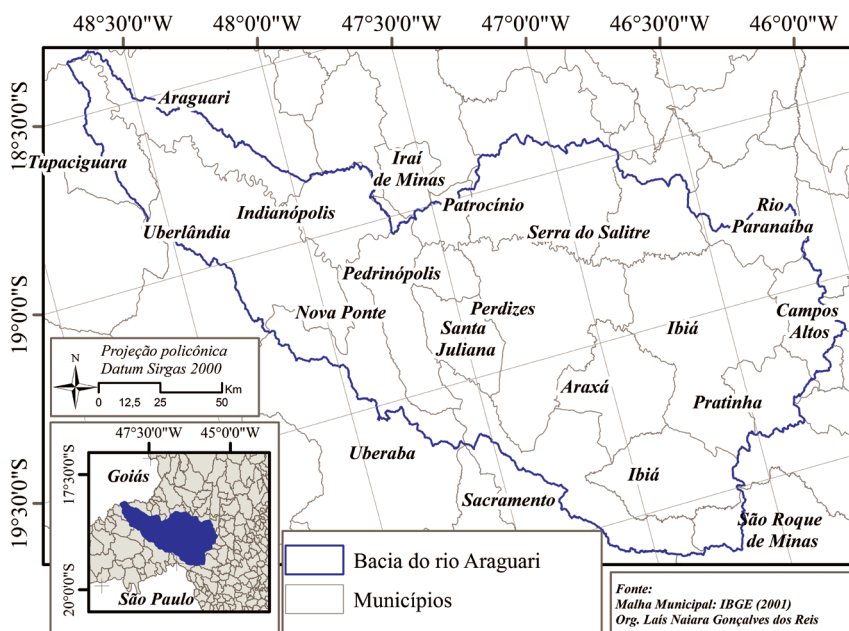 48°30'0"W 48°0'0"W 47°30'0"W 47°0'0"W 46°30'0"W 46°0'0"W
18°30'0"S
19°0'0"S
19°30'0"S
Araguari
Tupaciguara
Iraí
de Minas
Indianópolis
Patrocínio
Rio
Paranaíba
Uberlândia
Serra do Salitre
Pedrinópolis
Nova Ponte
Perdizes
Santa
Juliana
Ibiá
Campos
Altos
Araxá
Pratinha
Uberaba
Ibiá
Sacramento
São Roque
de Minas
Projeção policônica
Datum Sirgas 2000
N
Km
0 12,5 25 50
47°30'0"W 45°0'0"W
17°30'0"S
20°0'0"S
Goiás
São Paulo
Bacia do rio Araguari
Municípios
Fonte:
Malha Municipal: IBGE (2001)
Org. Laís Naiara Gonçalves dos Reis